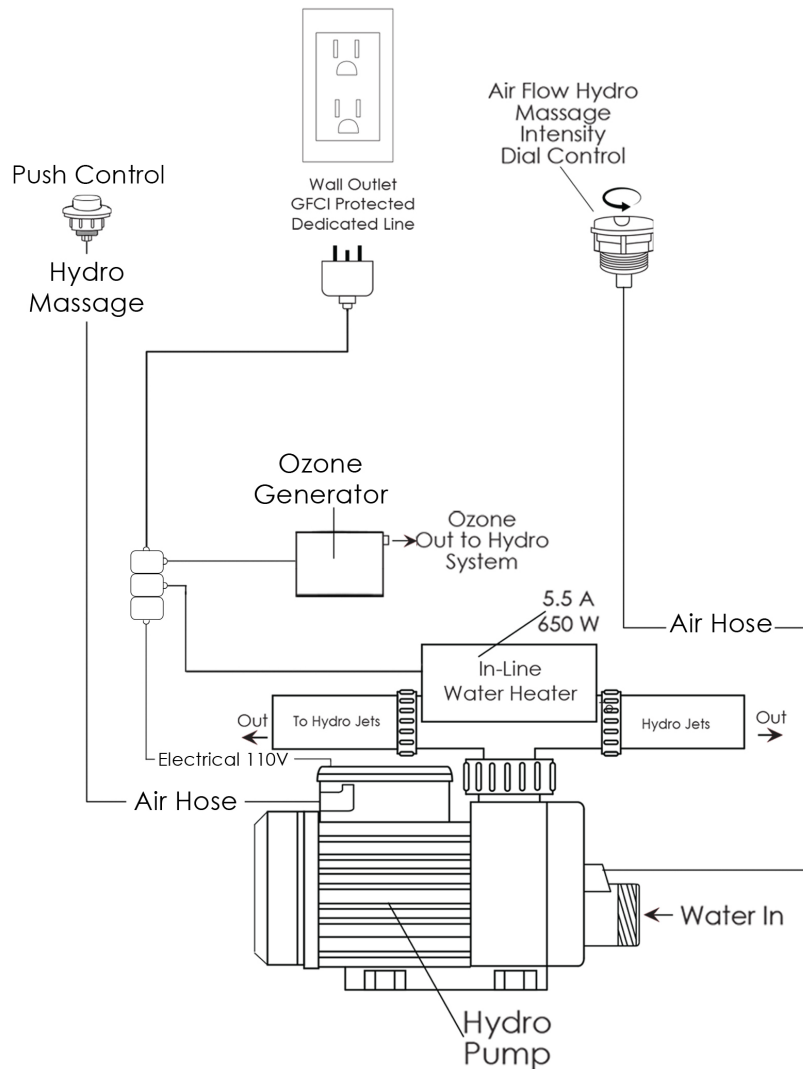 Air Flow Hydro
Massage
Intensity
Dial Control
Push Control
Wall Outlet
GFCI Protected
Dedicated Line
Hydro
Massage
Ozone
Generator
Ozone
Out to Hydro
System
5.5 A
650 W
Air Hose
In-Line
Water Heater
Out
To Hydro Jets
Hydro Jets
Out
Electrical 110V
Air Hose
Water In
Hydro
Pump